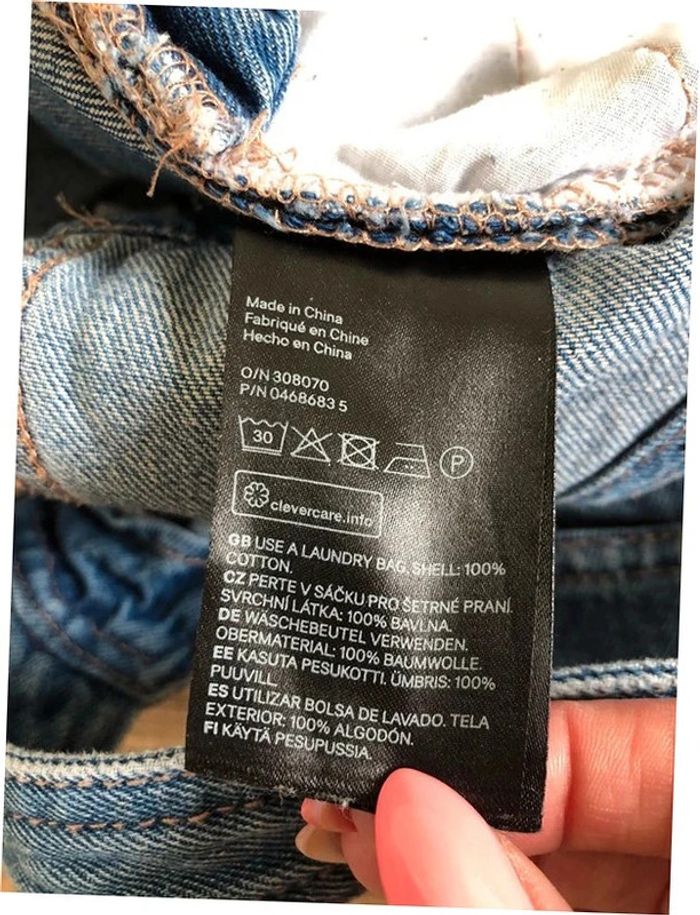 Made in China
Fabriqué en Chine
Hecho en China
O/N 308070
P/N 0468683 5
30 P
clevercare.info
GB USE A LAUNDRY BAG. SHELL: 100%
COTTON.
CZ PERTE V SÁČKU PRO ŠETRNÉ PRANÍ.
SVRCHNÍ LÁTKA: 100% BAVLNA.
DE WÄSCHEBEUTEL VERWENDEN.
OBERMATERIAL: 100% BAUMWOLLE.
EE KASUTA PESUKOTTI. ÜMBRIS: 100%
PUUVILL.
ES UTILIZAR BOLSA DE LAVADO. TELA
EXTERIOR: 100% ALGODÓN.
FI KÄYTÄ PESUPUSSIA.